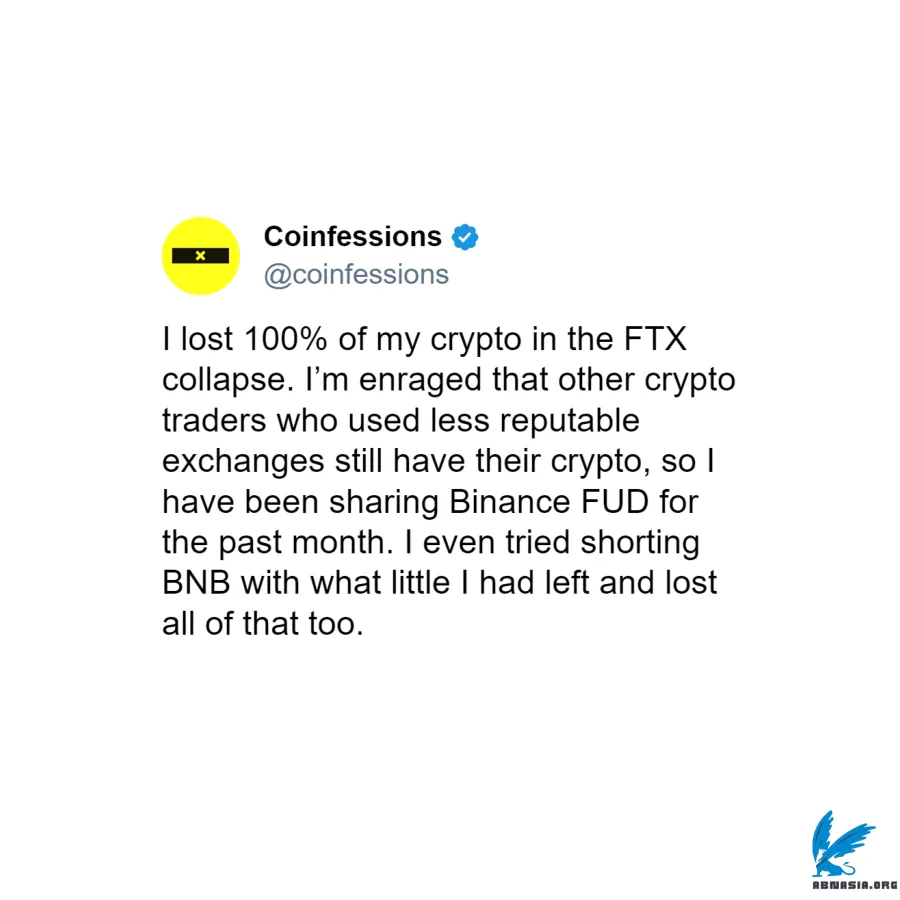 Coinfessions
@coinfessions
I lost 100% of my crypto in the FTX
collapse. I’m enraged that other crypto
traders who used less reputable
exchanges still have their crypto, so I
have been sharing Binance FUD for
the past month. I even tried shorting
BNB with what little I had left and lost
all of that too.
ABNASIA.ORG